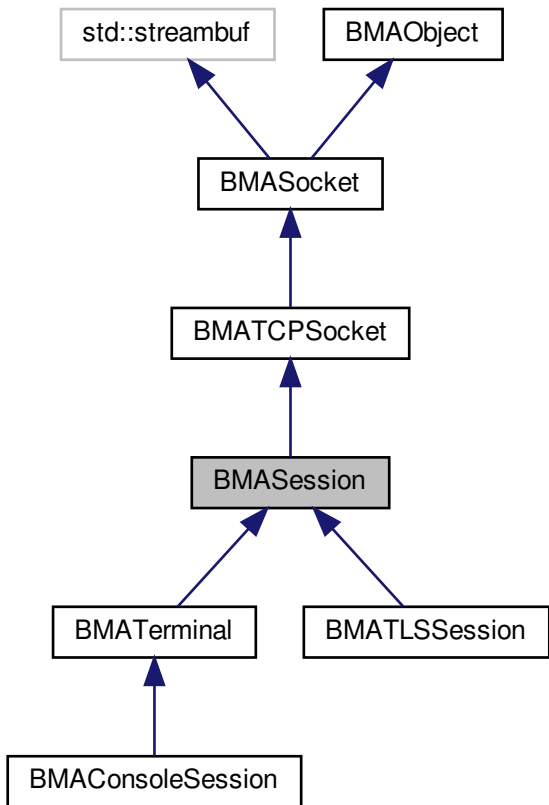 std::streambuf
BMAObject
BMASocket
BMATCPSocket
BMASession
BMATerminal
BMATLSSession
BMAConsoleSession